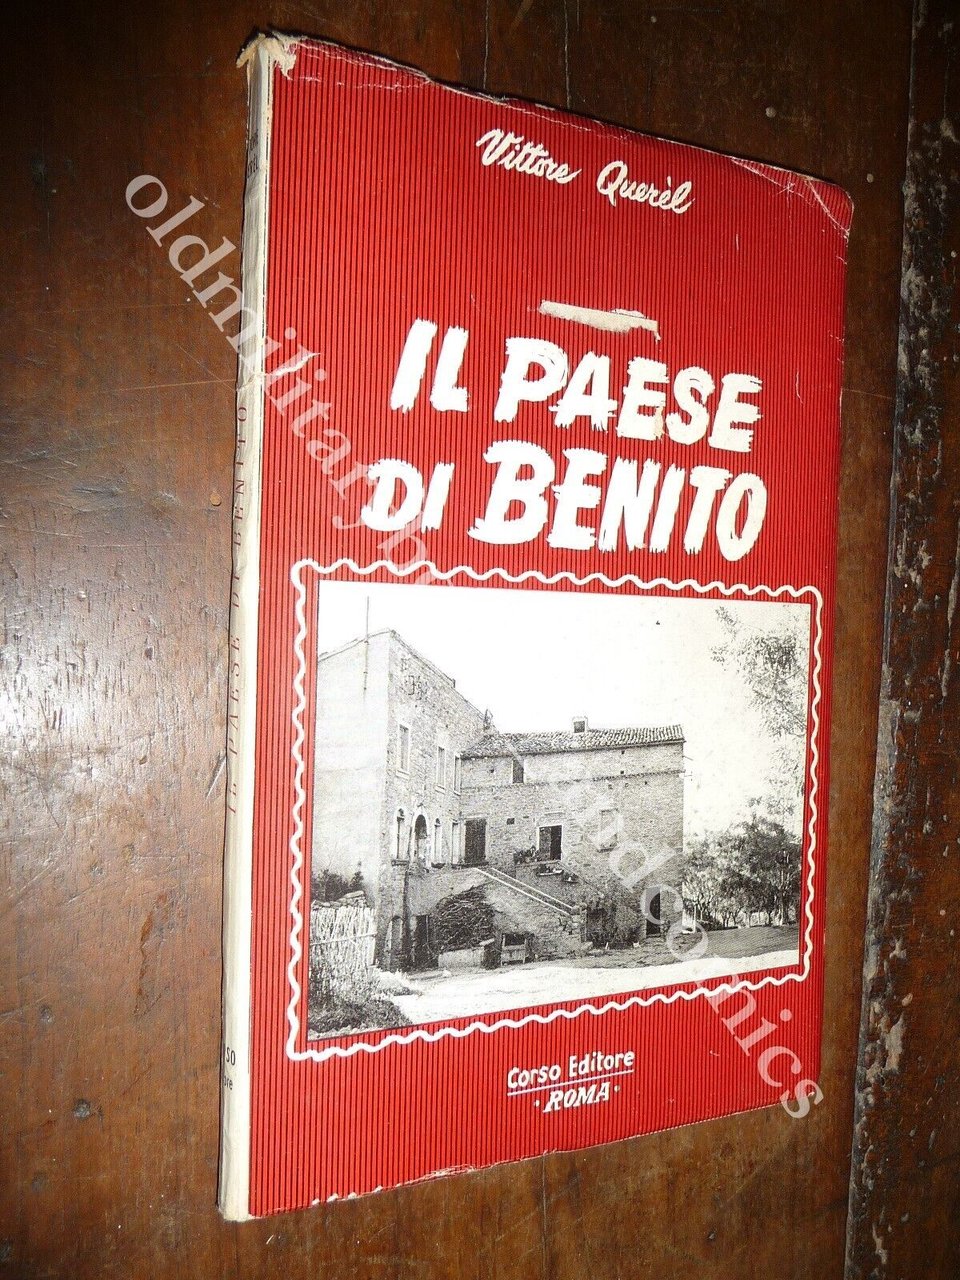 Vittore Querèl
IL PAESE
DI BENITO
Corso Editore
· ROMA ·
IL PAESE DI BENITO